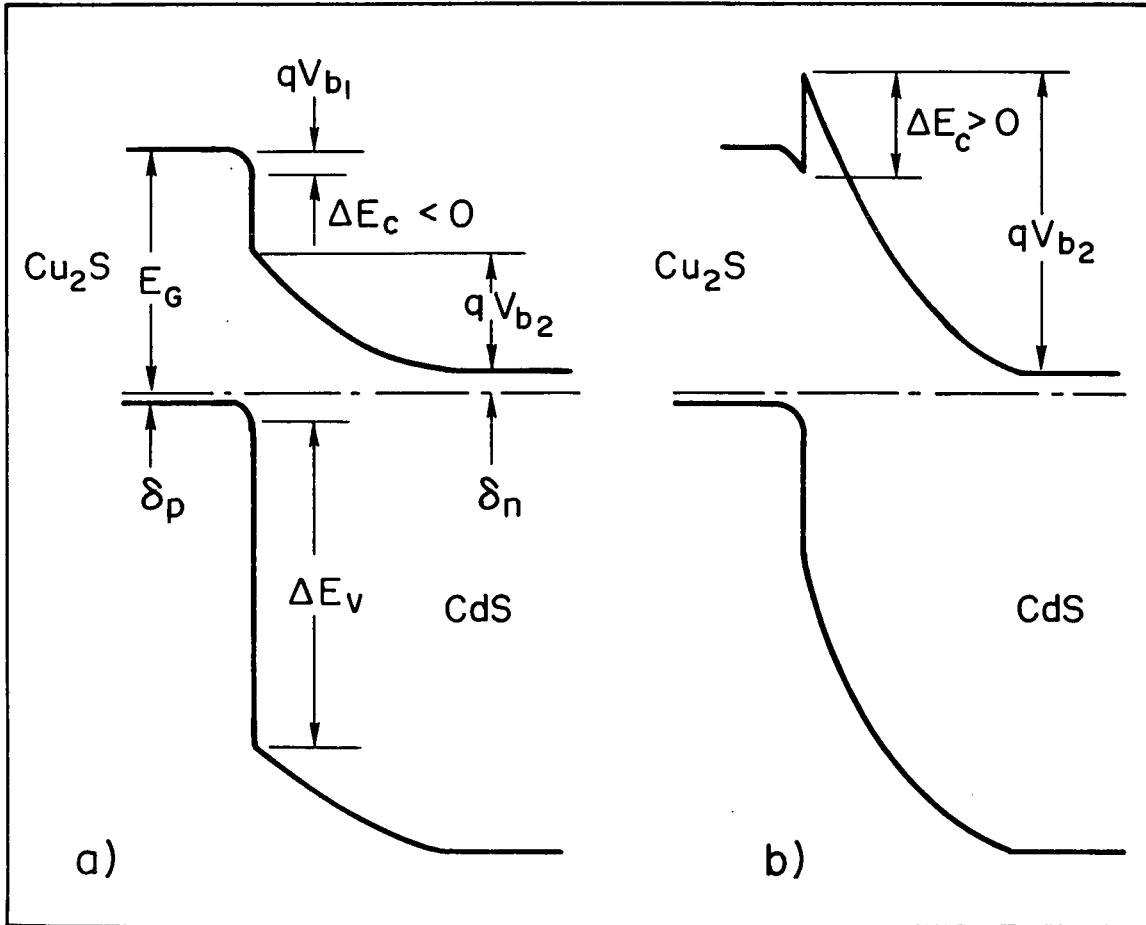 qV_b1
ΔE_c < 0
Cu₂S
E_G
qV_b2
δ_p
δ_n
ΔE_V
CdS
a)
ΔE_c > 0
qV_b2
Cu₂S
CdS
b)